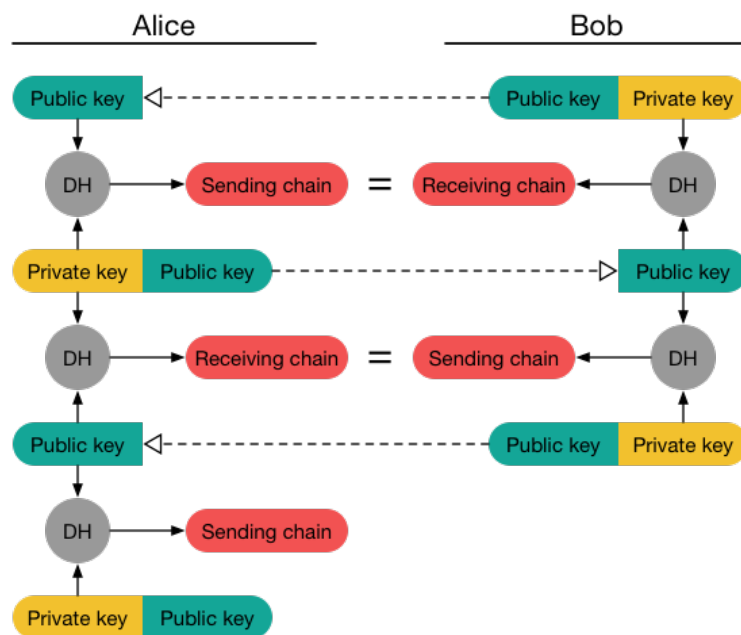 Alice Bob
Public key Public key Private key
DH Sending chain = Receiving chain DH
Private key Public key Public key
DH Receiving chain = Sending chain DH
Public key Public key Private key
DH Sending chain
Private key Public key